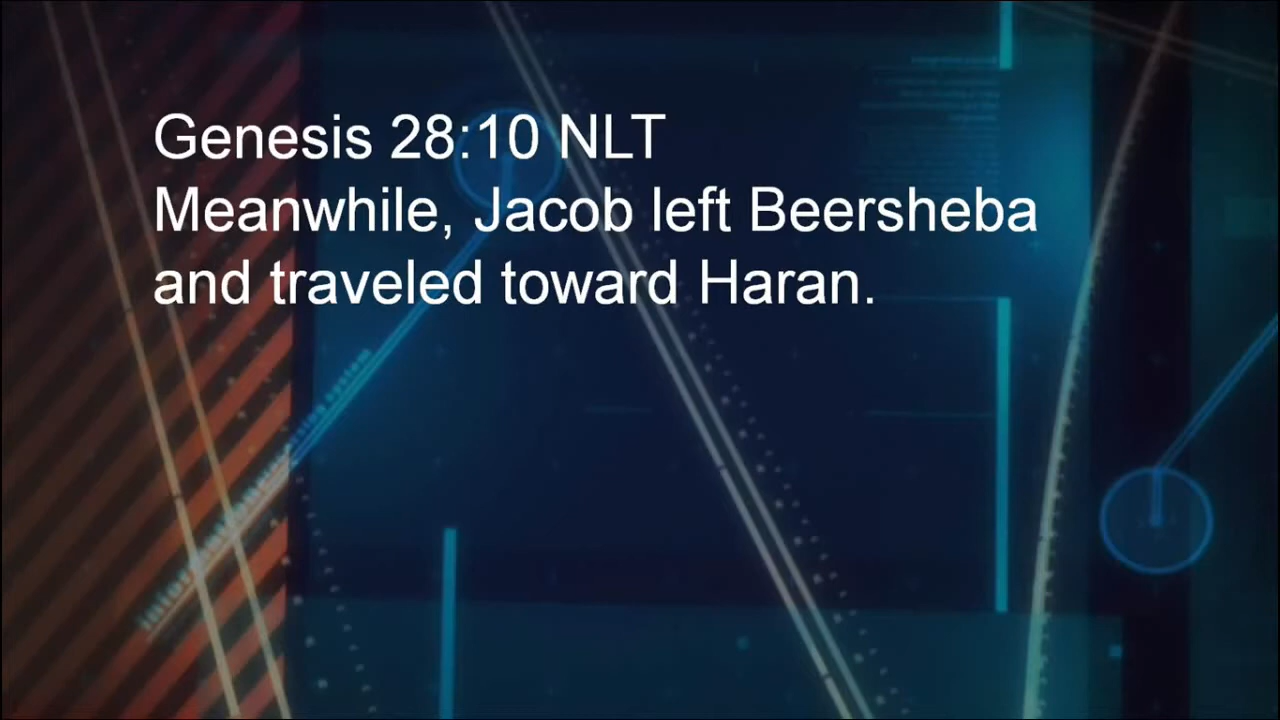 Genesis 28:10 NLT
Meanwhile, Jacob left Beersheba
and traveled toward Haran.